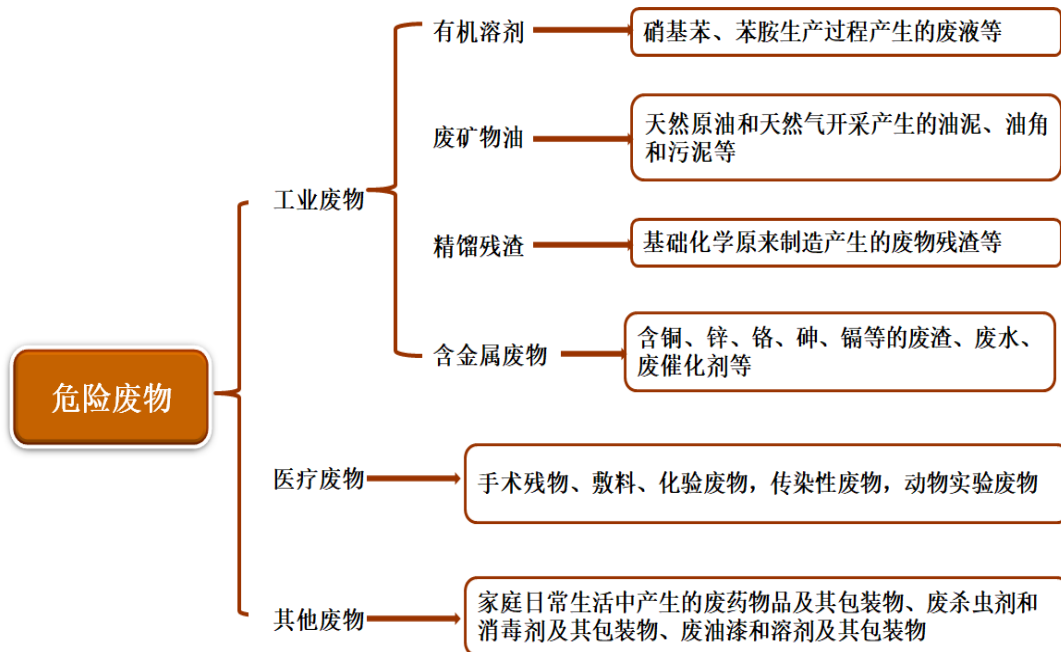 有机溶剂
硝基苯、苯胺生产过程产生的废液等
废矿物油
天然原油和天然气开采产生的油泥、油角
和污泥等
工业废物
精馏残渣
基础化学原来制造产生的废物残渣等
含金属废物
含铜、锌、铬、砷、镉等的废渣、废水、
废催化剂等
危险废物
医疗废物
手术残物、敷料、化验废物，传染性废物，动物实验废物
其他废物
家庭日常生活中产生的废药物品及其包装物、废杀虫剂和
消毒剂及其包装物、废油漆和溶剂及其包装物